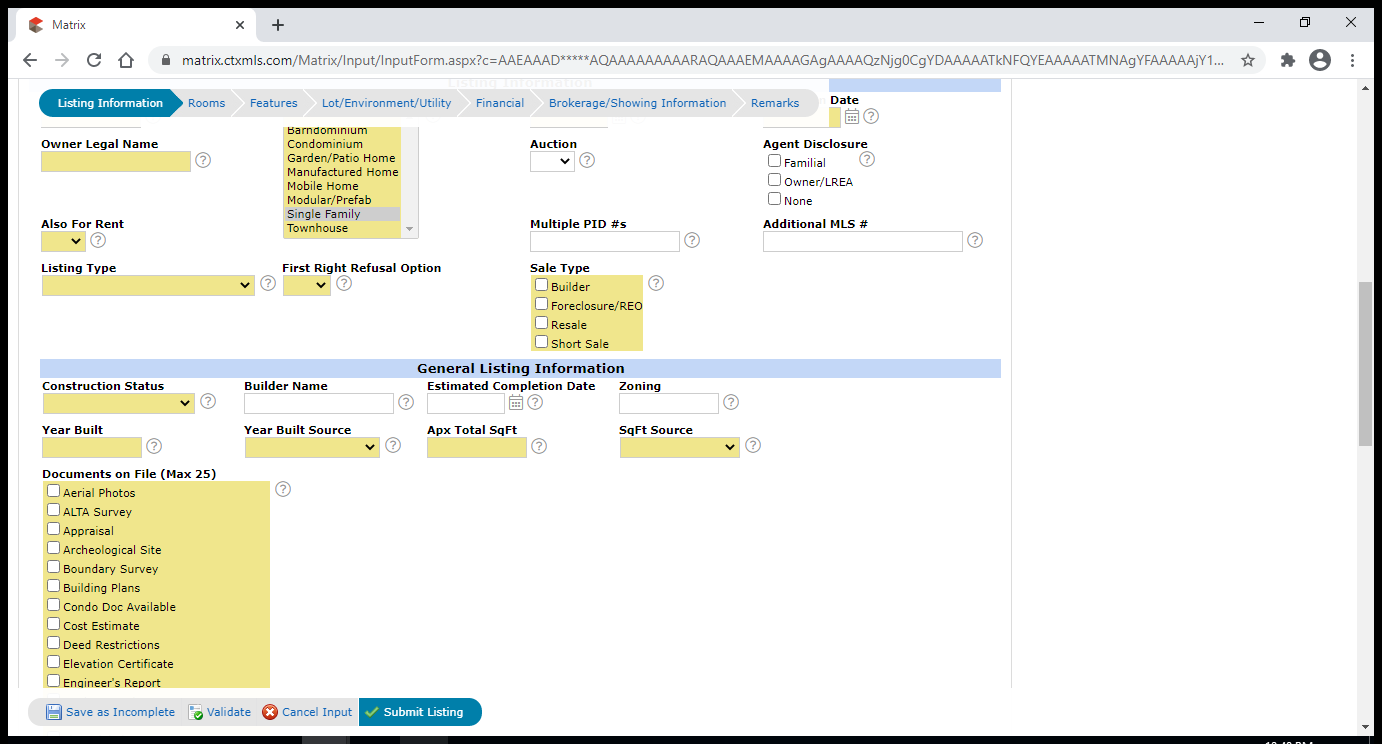 Matrix
matrix.ctxmls.com/Matrix/Input/InputForm.aspx?c=AAEAAAD*****AQAAAAAAAAARAQAAAEMAAAAGAgAAAAQzNjg0CgYDAAAAATkNFQYEAAAAATMNAgYFAAAAAjY1...
Listing Information
Listing Information Rooms Features Lot/Environment/Utility Financial Brokerage/Showing Information Remarks
Date
Barndominium
Condominium
Garden/Patio Home
Manufactured Home
Mobile Home
Modular/Prefab
Single Family
Townhouse
Owner Legal Name
Auction
Agent Disclosure
Familial
Owner/LREA
None
Also For Rent
Multiple PID #s
Additional MLS #
Listing Type
First Right Refusal Option
Sale Type
Builder
Foreclosure/REO
Resale
Short Sale
General Listing Information
Construction Status
Builder Name
Estimated Completion Date
Zoning
Year Built
Year Built Source
Apx Total SqFt
SqFt Source
Documents on File (Max 25)
Aerial Photos
ALTA Survey
Appraisal
Archeological Site
Boundary Survey
Building Plans
Condo Doc Available
Cost Estimate
Deed Restrictions
Elevation Certificate
Engineer's Report
Save as Incomplete Validate Cancel Input Submit Listing